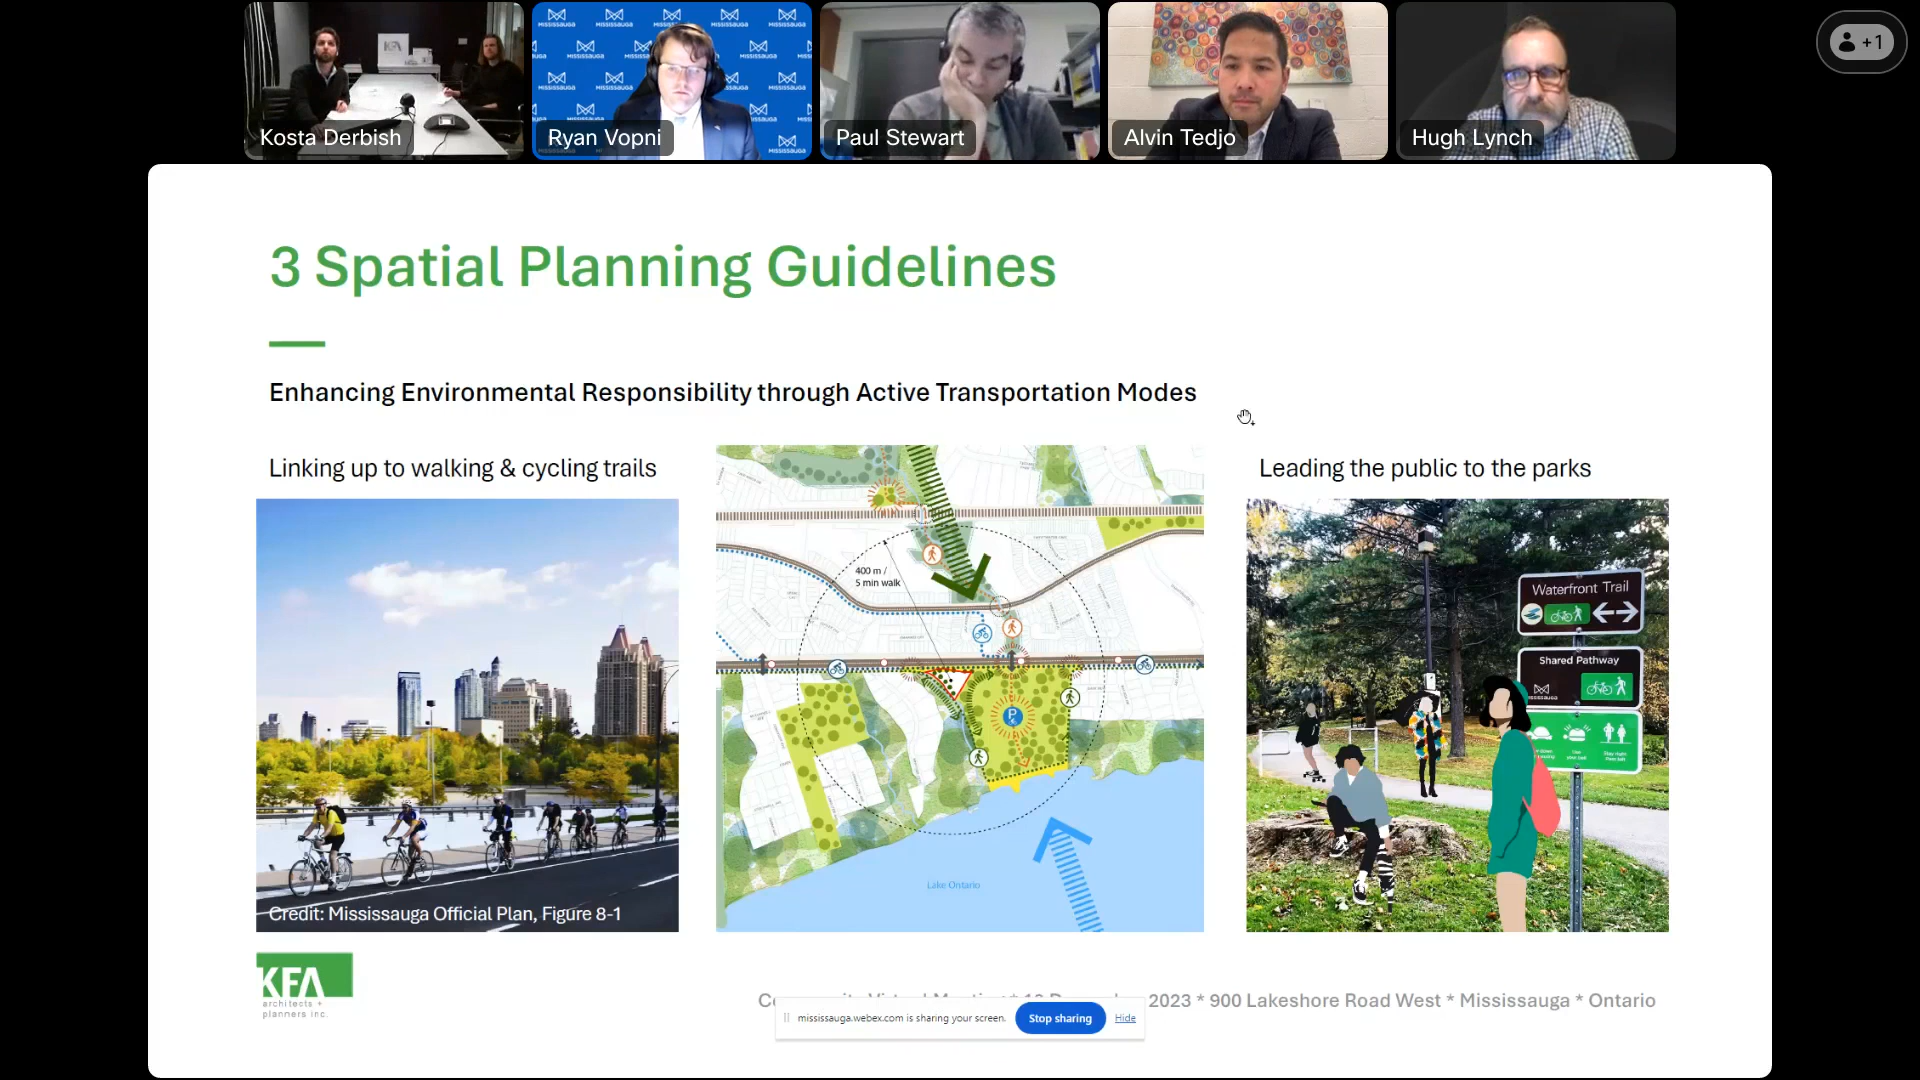 Kosta Derbish
Ryan Vopni
Paul Stewart
Alvin Tedjo
Hugh Lynch
+1
3 Spatial Planning Guidelines
Enhancing Environmental Responsibility through Active Transportation Modes
Linking up to walking & cycling trails
Leading the public to the parks
400 m /
5 min walk
Waterfront Trail
Shared Pathway
P
Lake Ontario
Credit: Mississauga Official Plan, Figure 8-1
KFA
architects +
planners inc.
2023 * 900 Lakeshore Road West * Mississauga * Ontario
mississauga.webex.com is sharing your screen.
Stop sharing
Hide